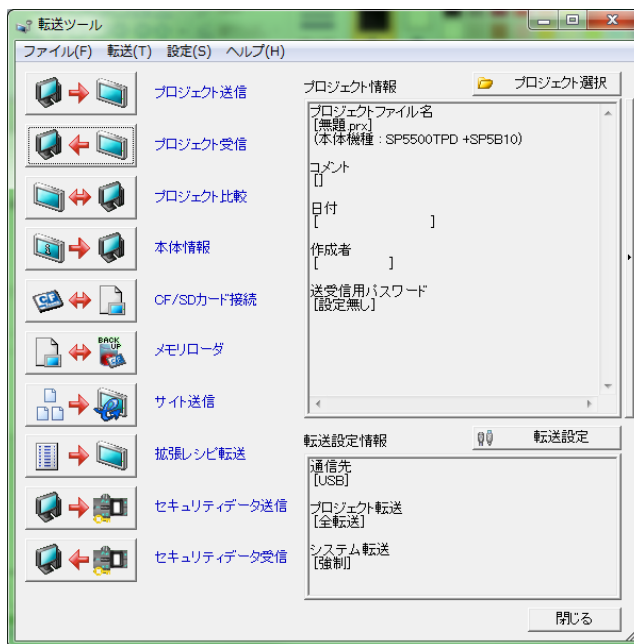 転送ツール
ファイル(F) 転送(T) 設定(S) ヘルプ(H)
プロジェクト送信
プロジェクト受信
プロジェクト比較
本体情報
CF
CF/SDカード接続
BACK
UP
メモリローダ
サイト送信
拡張レシピ転送
セキュリティデータ送信
セキュリティデータ受信
プロジェクト情報
プロジェクト選択
プロジェクトファイル名
[無題.prx]
(本体機種 : SP5500TPD +SP5B10)
コメント
[]
日付
[ ]
作成者
[ ]
送受信用パスワード
[設定無し]
転送設定情報
転送設定
通信先
[USB]
プロジェクト転送
[全転送]
システム転送
[強制]
閉じる